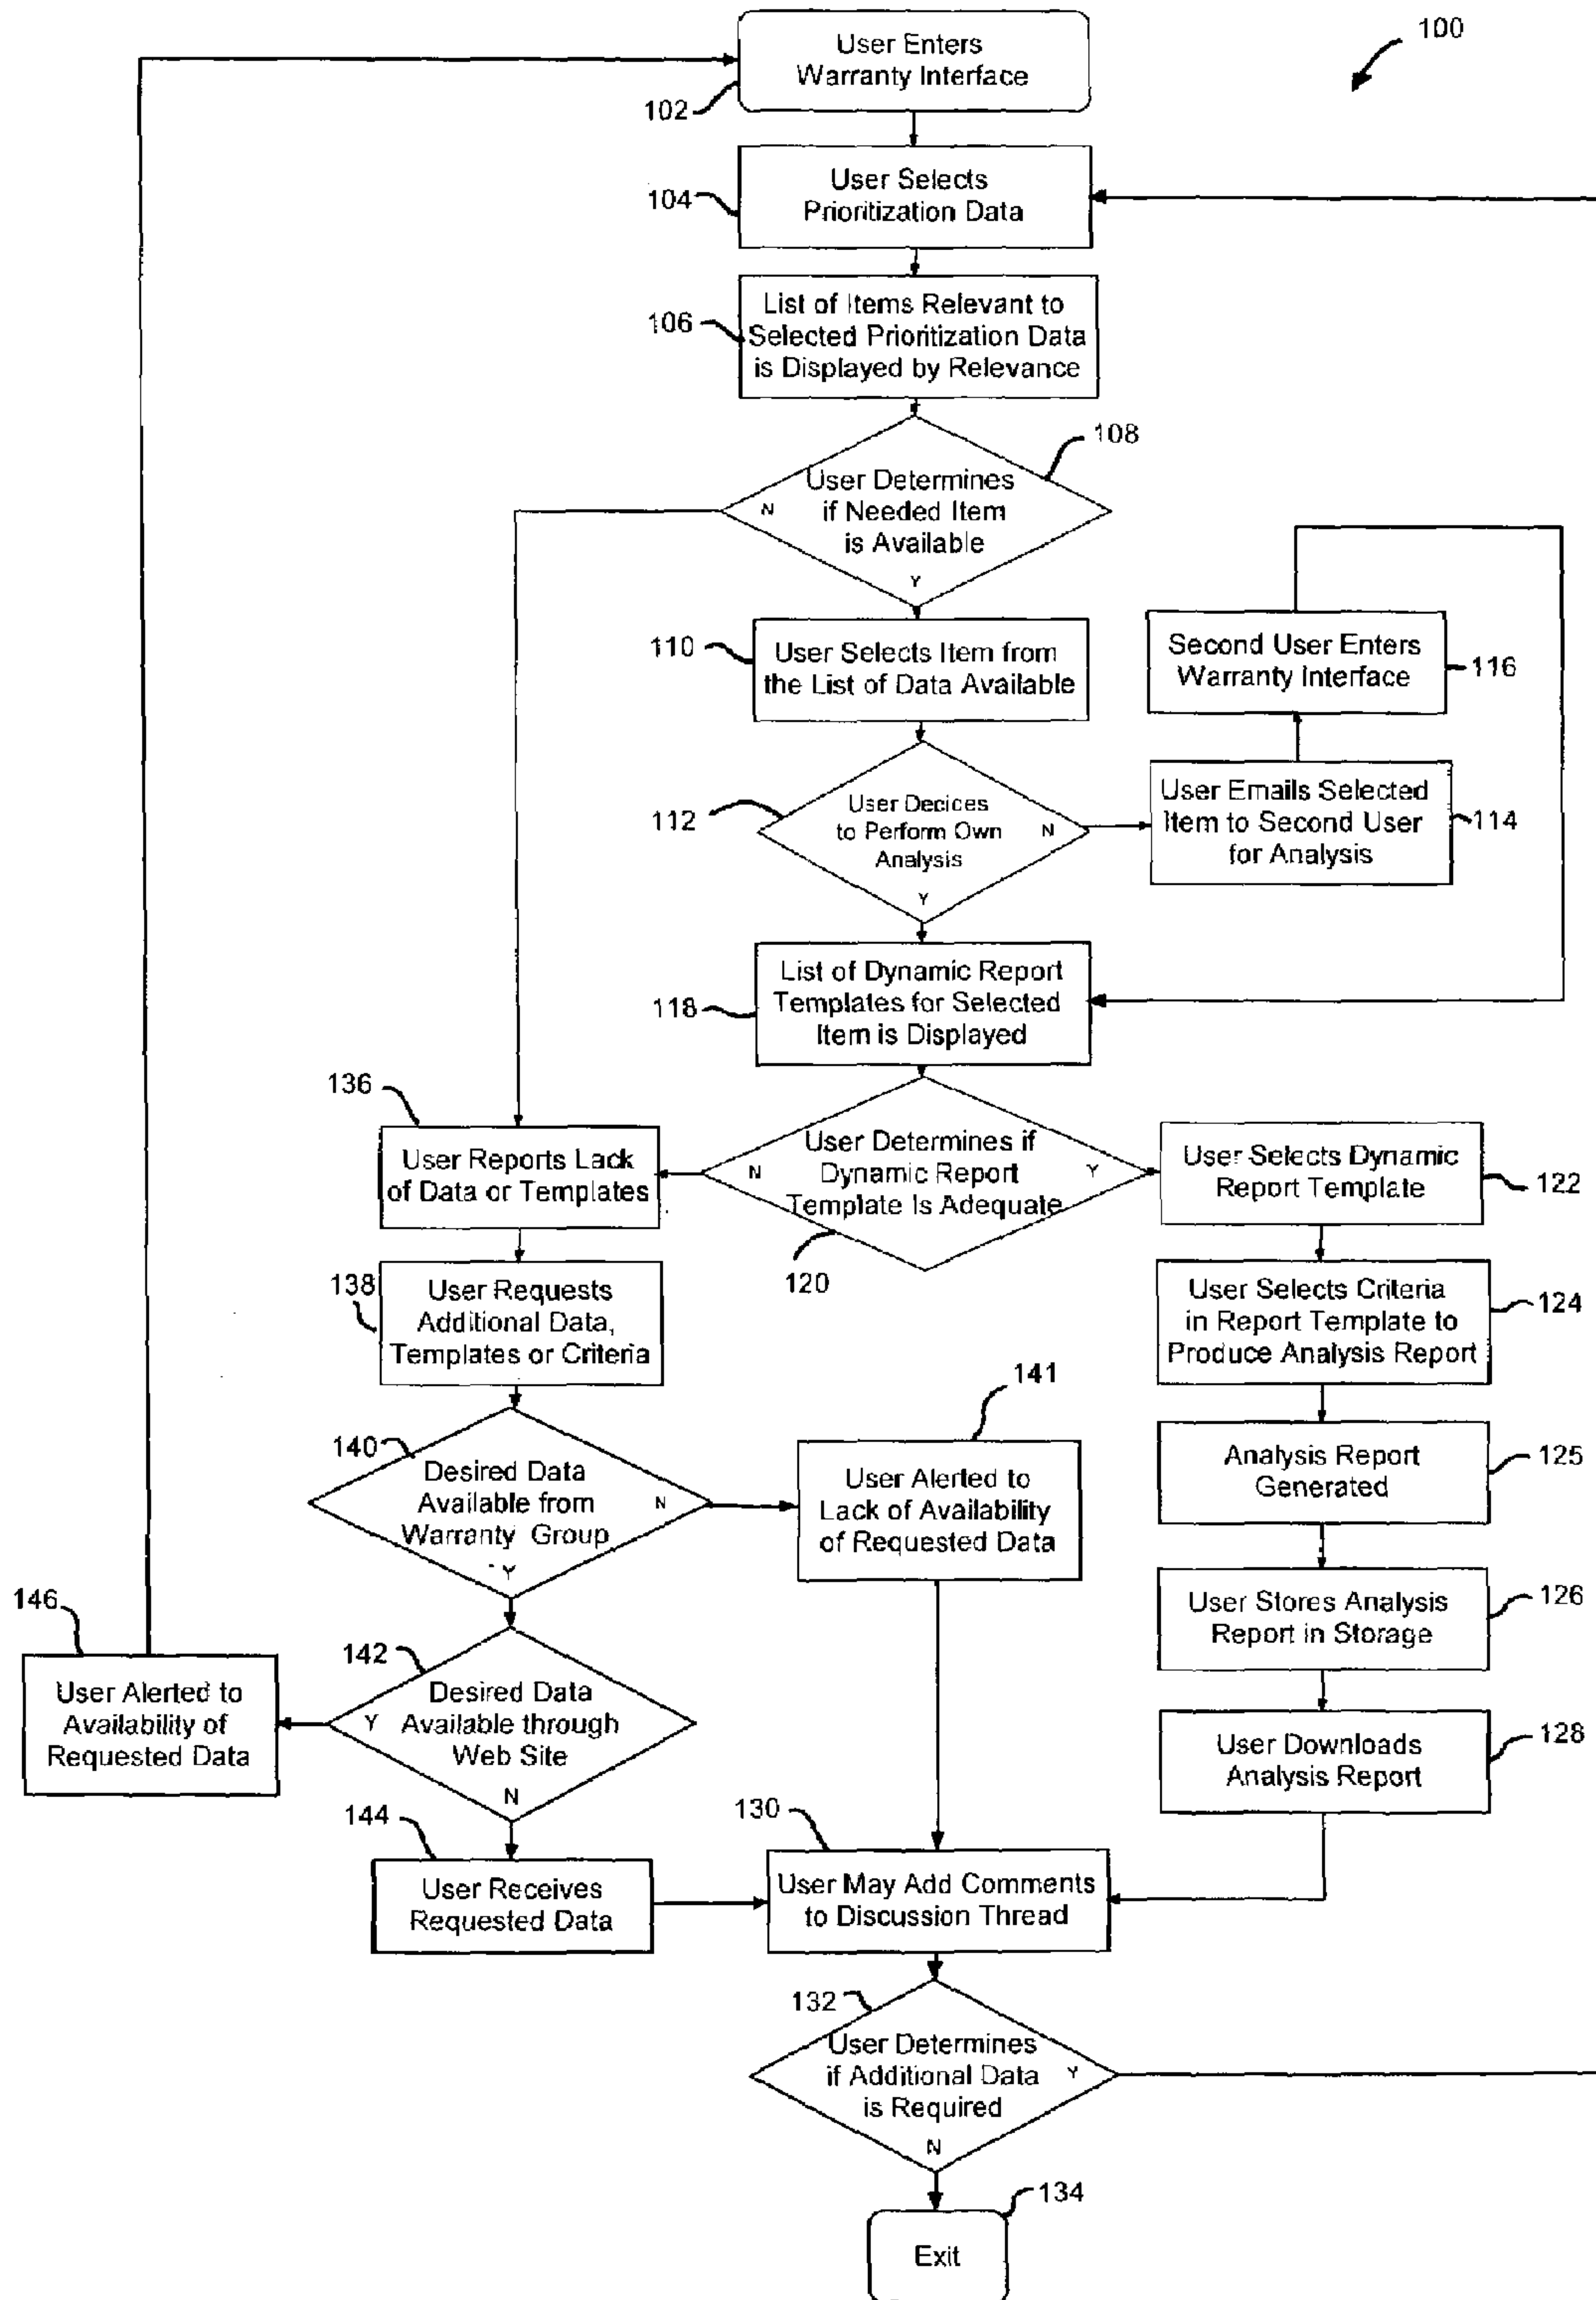 100
User Enters
Warranty Interface
102
User Selects
Prioritization Data
104
List of Items Relevant to
Selected Prioritization Data
is Displayed by Relevance
106
108
User Determines
if Needed Item
is Available
N
Y
110
User Selects Item from
the List of Data Available
Second User Enters
Warranty Interface
116
112
User Decices
to Perform Own
Analysis
N
Y
User Emails Selected
Item to Second User
for Analysis
114
List of Dynamic Report
Templates for Selected
Item is Displayed
118
136
User Reports Lack
of Data or Templates
User Determines if
Dynamic Report
Template Is Adequate
N
Y
120
User Selects Dynamic
Report Template
122
138
User Requests
Additional Data,
Templates or Criteria
User Selects Criteria
in Report Template to
Produce Analysis Report
124
140
Desired Data
Available from
Warranty Group
N
Y
141
User Alerted to
Lack of Availability
of Requested Data
Analysis Report
Generated
125
User Stores Analysis
Report in Storage
126
146
User Alerted to
Availability of
Requested Data
142
Desired Data
Available through
Web Site
Y
N
User Downloads
Analysis Report
128
144
User Receives
Requested Data
130
User May Add Comments
to Discussion Thread
132
User Determines
if Additional Data
is Required
Y
N
134
Exit